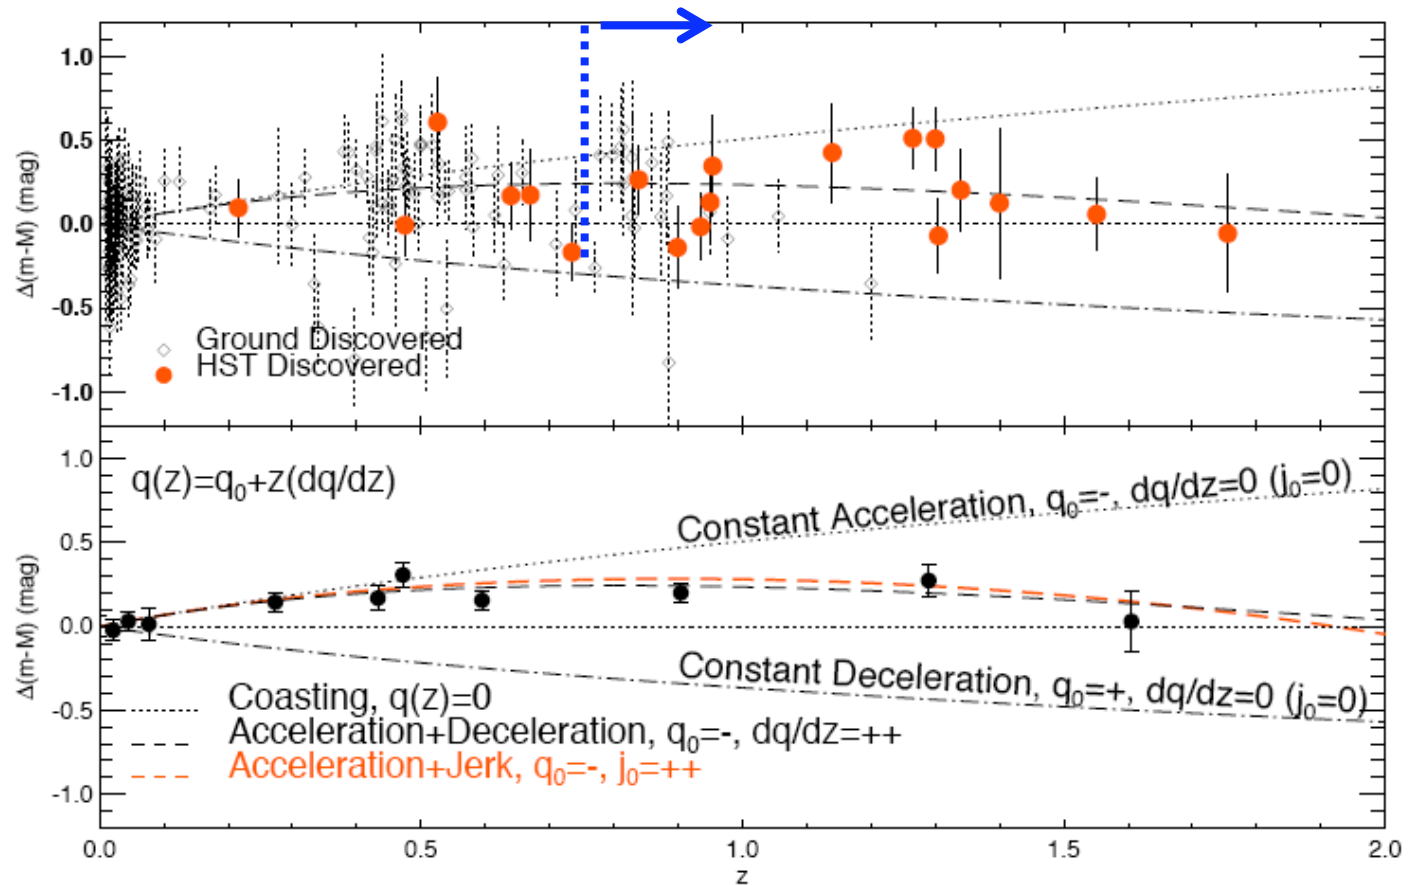 1.0
0.5
0.0
-0.5
-1.0
Δ(m-M) (mag)
Ground Discovered
HST Discovered
1.0
0.5
0.0
-0.5
-1.0
Δ(m-M) (mag)
q(z)=q₀+z(dq/dz)
Constant Acceleration, q₀=-, dq/dz=0 (j₀=0)
Constant Deceleration, q₀=+, dq/dz=0 (j₀=0)
Coasting, q(z)=0
Acceleration+Deceleration, q₀=-, dq/dz=++
Acceleration+Jerk, q₀=-, j₀=++
0.0 0.5 1.0 1.5 2.0
z